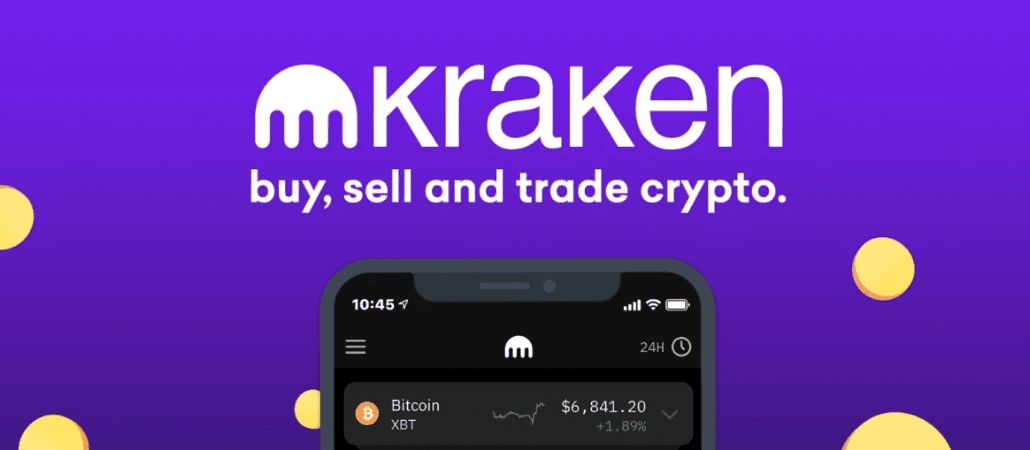 kraken
buy, sell and trade crypto.
10:45
24H
Bitcoin $6,841.20
XBT +1.89%